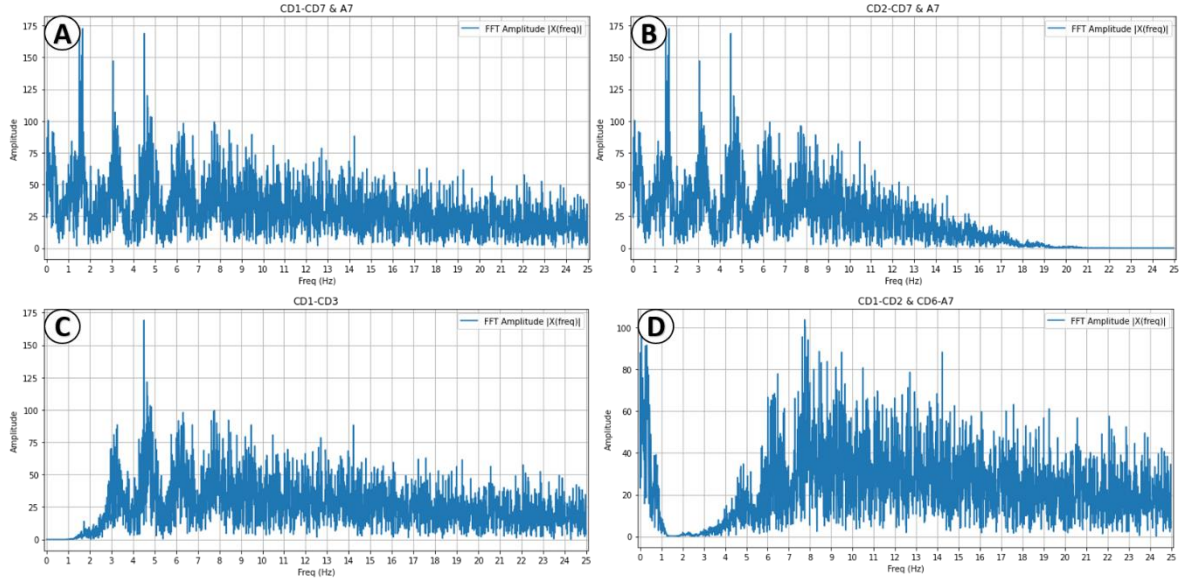 CD1-CD7 & A7
A
FFT Amplitude |X(freq)|
Amplitude
175
150
125
100
75
50
25
0
0 1 2 3 4 5 6 7 8 9 10 11 12 13 14 15 16 17 18 19 20 21 22 23 24 25
Freq (Hz)
CD2-CD7 & A7
B
FFT Amplitude |X(freq)|
Amplitude
175
150
125
100
75
50
25
0
0 1 2 3 4 5 6 7 8 9 10 11 12 13 14 15 16 17 18 19 20 21 22 23 24 25
Freq (Hz)
CD1-CD3
C
FFT Amplitude |X(freq)|
Amplitude
175
150
125
100
75
50
25
0
0 1 2 3 4 5 6 7 8 9 10 11 12 13 14 15 16 17 18 19 20 21 22 23 24 25
Freq (Hz)
CD1-CD2 & CD6-A7
D
FFT Amplitude |X(freq)|
Amplitude
100
80
60
40
20
0
0 1 2 3 4 5 6 7 8 9 10 11 12 13 14 15 16 17 18 19 20 21 22 23 24 25
Freq (Hz)